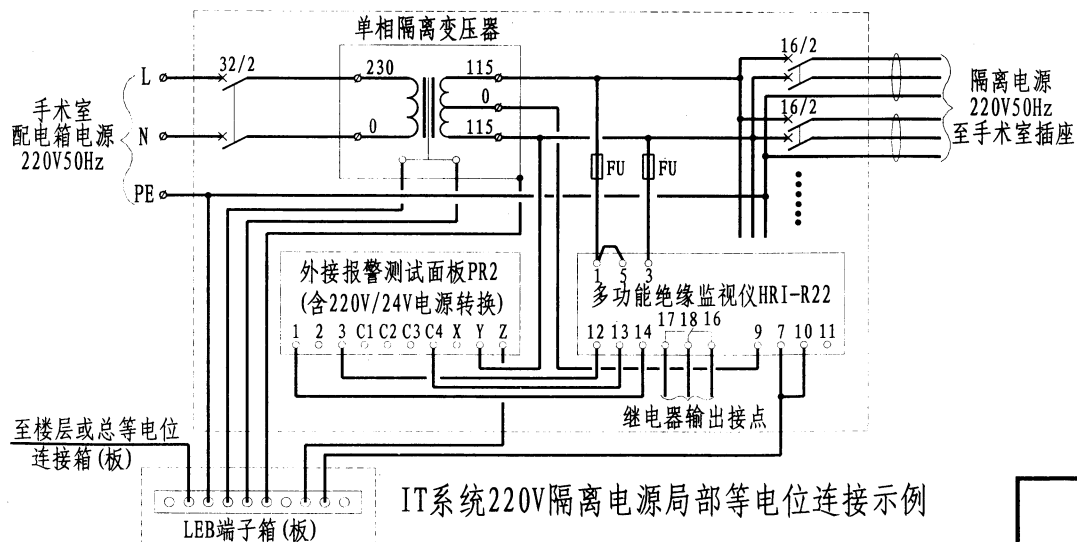 单相隔离变压器
32/2
230
115
16/2
L
0
隔离电源
手术室
16/2
220V50Hz
配电箱电源
N
0
115
至手术室插座
220V50Hz
FU
FU
PE
外接报警测试面板PR2
1
5
3
(含220V/24V电源转换)
多功能绝缘监视仪HRI-R22
1 2 3 C1 C2 C3 C4 X Y Z
12 13 14 17 18 16 9 7 10 11
继电器输出接点
至楼层或总等电位
连接箱(板)
IT系统220V隔离电源局部等电位连接示例
LEB端子箱(板)